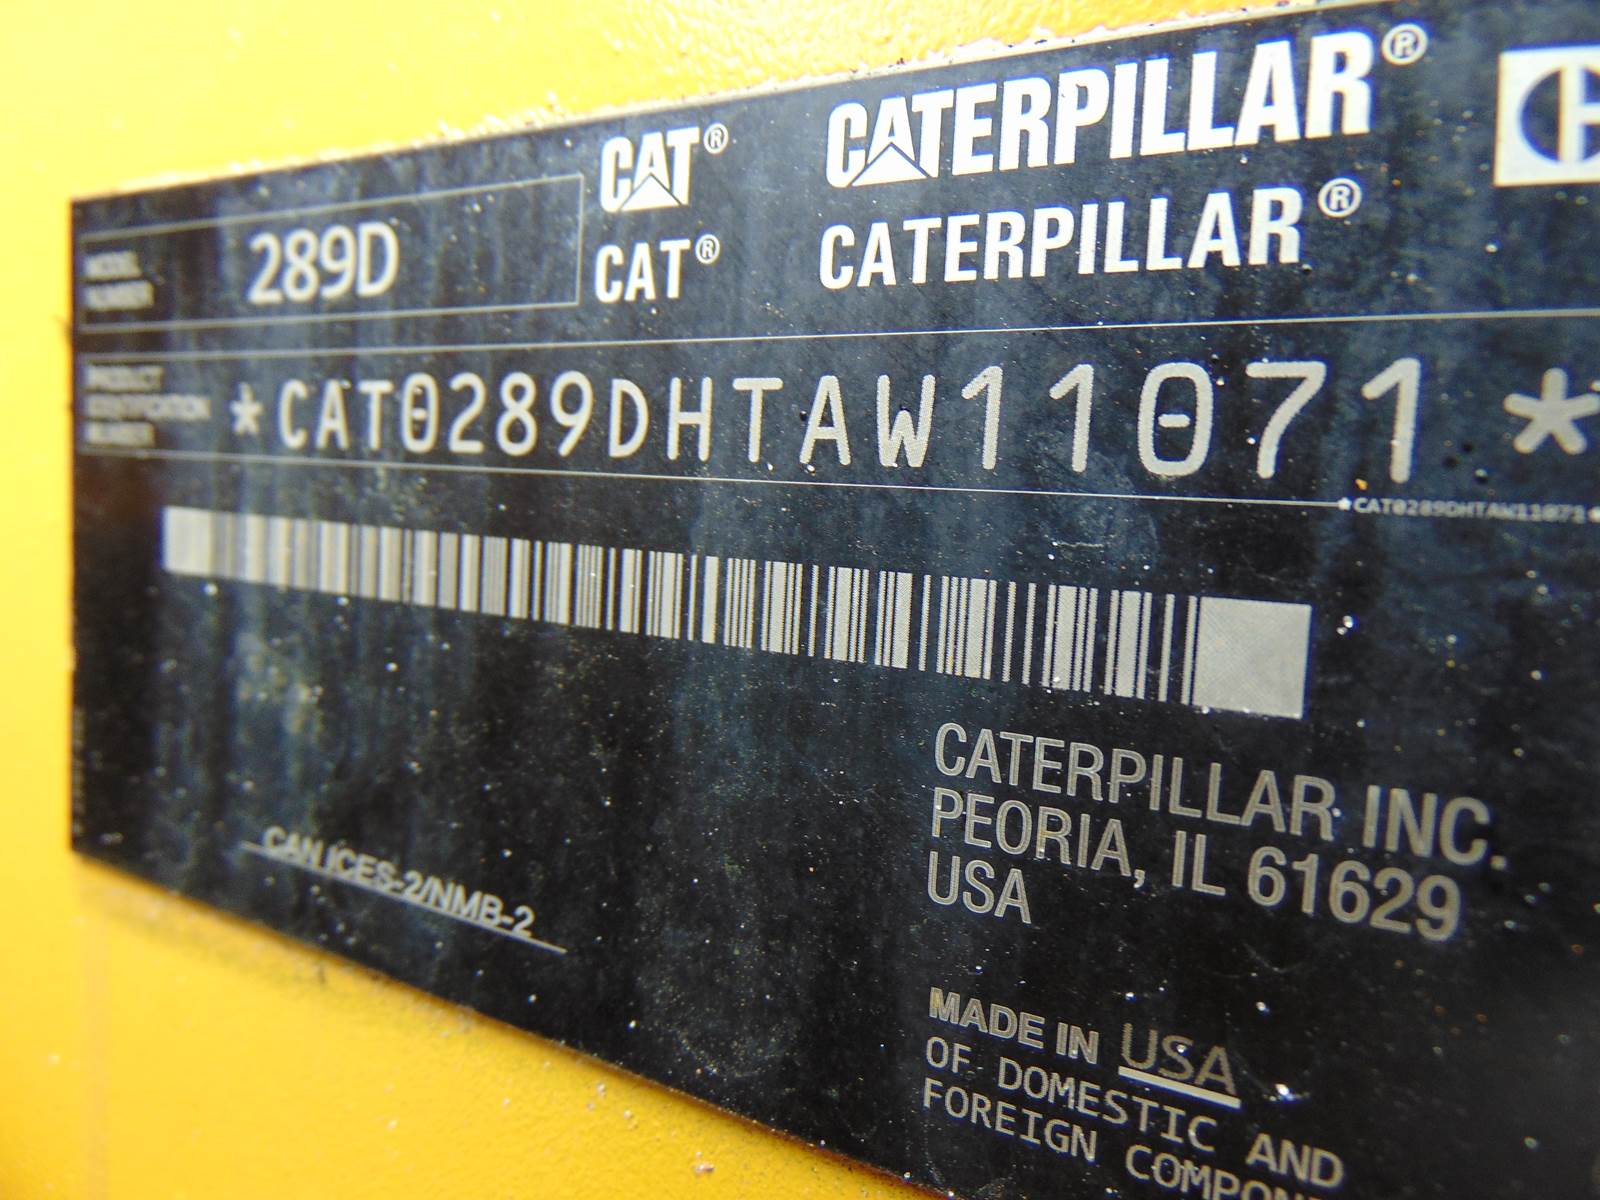 CAT® CATERPILLAR®
MODEL NUMBER 289D CAT® CATERPILLAR®
PRODUCT IDENTIFICATION NUMBER *CAT0289DHTAW11071*
*CAT0289DHTAW11071*
CATERPILLAR INC.
PEORIA, IL 61629
USA
CAN ICES-2/NMB-2
MADE IN USA
OF DOMESTIC AND
FOREIGN